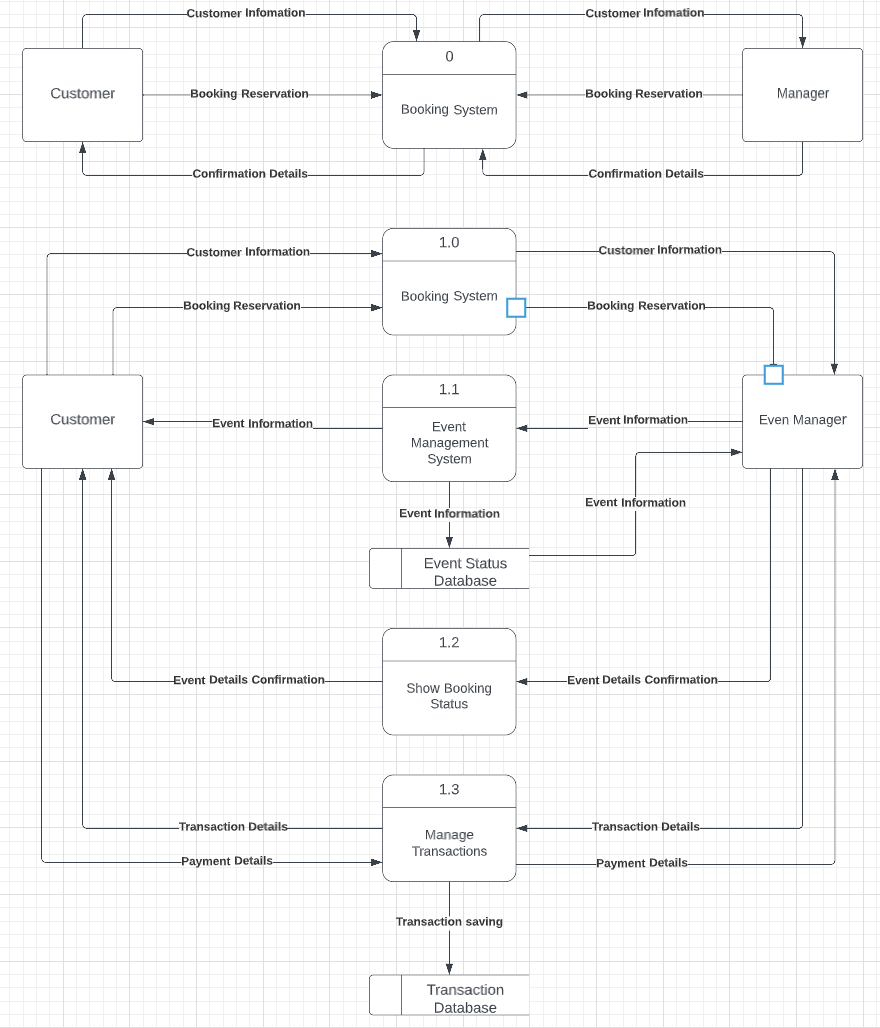 Customer Infomation
Customer Infomation
0
Customer
Booking Reservation
Booking System
Booking Reservation
Manager
Confirmation Details
Confirmation Details
1.0
Customer Information
Customer Information
Booking System
Booking Reservation
Booking Reservation
1.1
Customer
Event Information
Event
Management
System
Event Information
Even Manager
Event Information
Event Information
Event Status
Database
1.2
Event Details Confirmation
Show Booking
Status
Event Details Confirmation
1.3
Transaction Details
Manage
Transactions
Transaction Details
Payment Details
Payment Details
Transaction saving
Transaction
Database